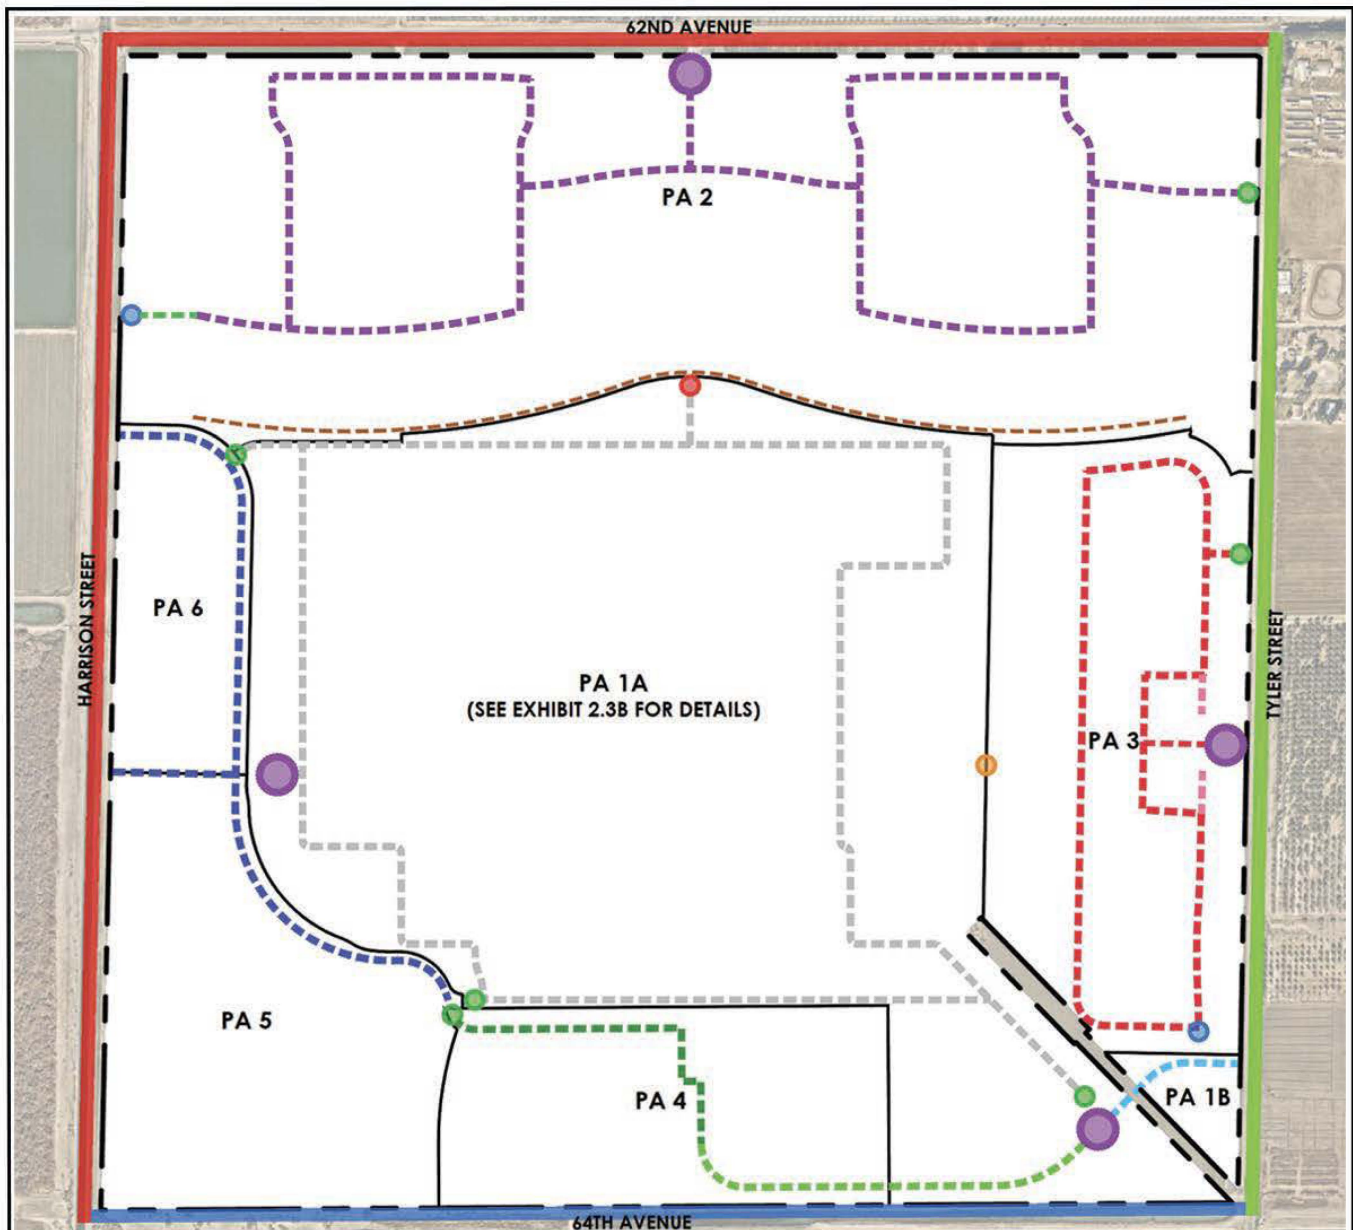 62ND AVENUE
PA 2
HARRISON STREET
PA 6
PA 1A
(SEE EXHIBIT 2.3B FOR DETAILS)
TYLER STREET
PA 3
PA 5
PA 4
PA 1B
64TH AVENUE